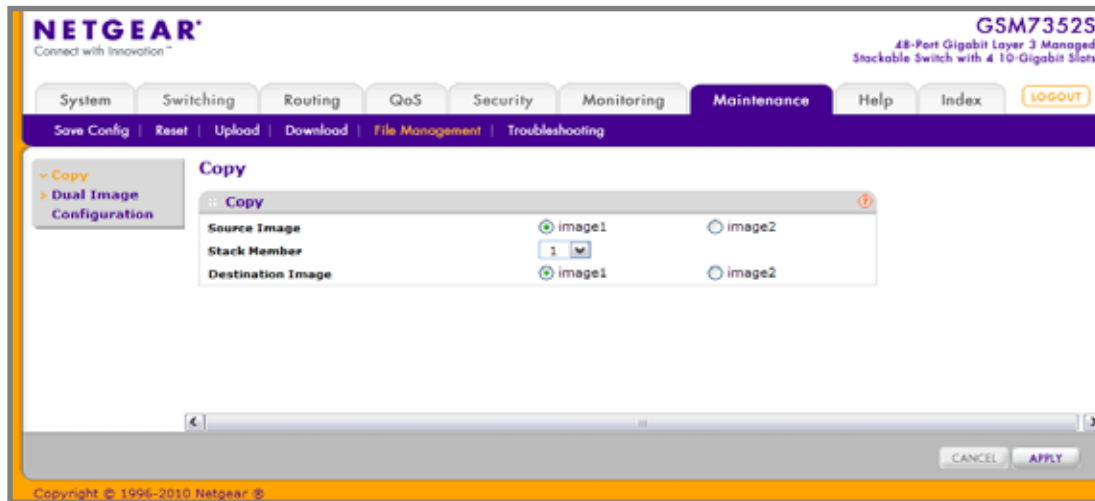 NETGEAR®
GSM7352S
Connect with Innovation™
48-Port Gigabit Layer 3 Managed
Stackable Switch with 4 10-Gigabit Slots
System Switching Routing QoS Security Monitoring Maintenance Help Index LOGOUT
Save Config | Reset | Upload | Download | File Management | Troubleshooting
Copy
Dual Image
Configuration
Copy
Copy ?
Source Image image1 image2
Stack Member 1
Destination Image image1 image2
CANCEL APPLY
Copyright © 1996-2010 Netgear ®